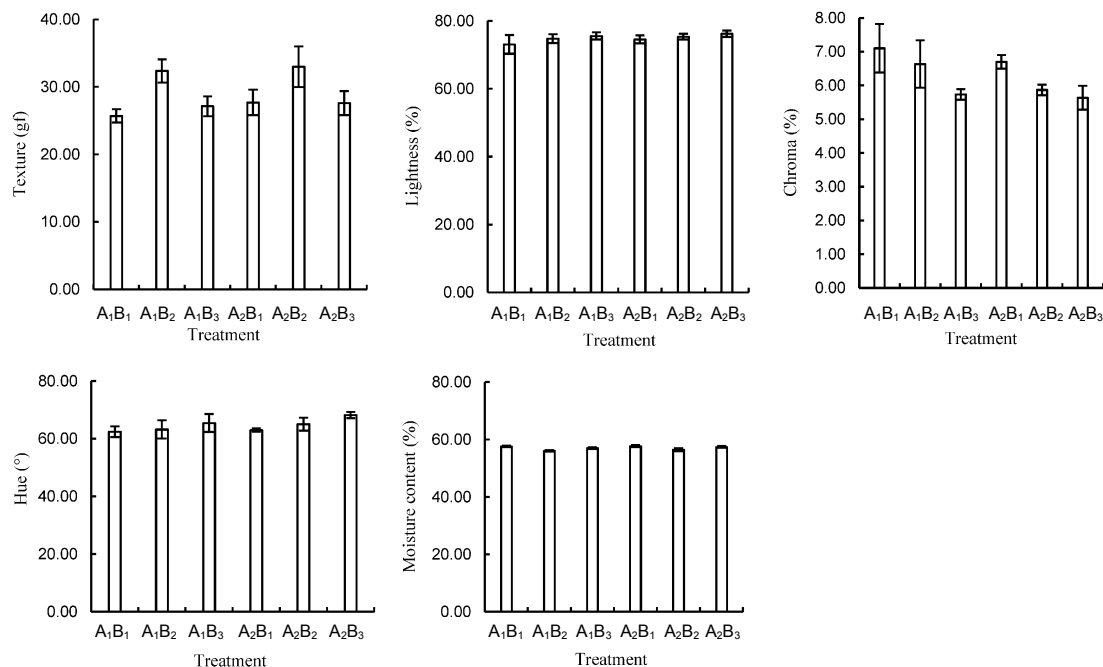 Texture (gf)
40.00
30.00
20.00
10.00
0.00
A₁B₁ A₁B₂ A₁B₃ A₂B₁ A₂B₂ A₂B₃
Treatment
Lightness (%)
80.00
60.00
40.00
20.00
0.00
A₁B₁ A₁B₂ A₁B₃ A₂B₁ A₂B₂ A₂B₃
Treatment
Chroma (%)
8.00
7.00
6.00
5.00
4.00
3.00
2.00
1.00
0.00
A₁B₁ A₁B₂ A₁B₃ A₂B₁ A₂B₂ A₂B₃
Treatment
Hue (°)
80.00
60.00
40.00
20.00
0.00
A₁B₁ A₁B₂ A₁B₃ A₂B₁ A₂B₂ A₂B₃
Treatment
Moisture content (%)
80.00
60.00
40.00
20.00
0.00
A₁B₁ A₁B₂ A₁B₃ A₂B₁ A₂B₂ A₂B₃
Treatment